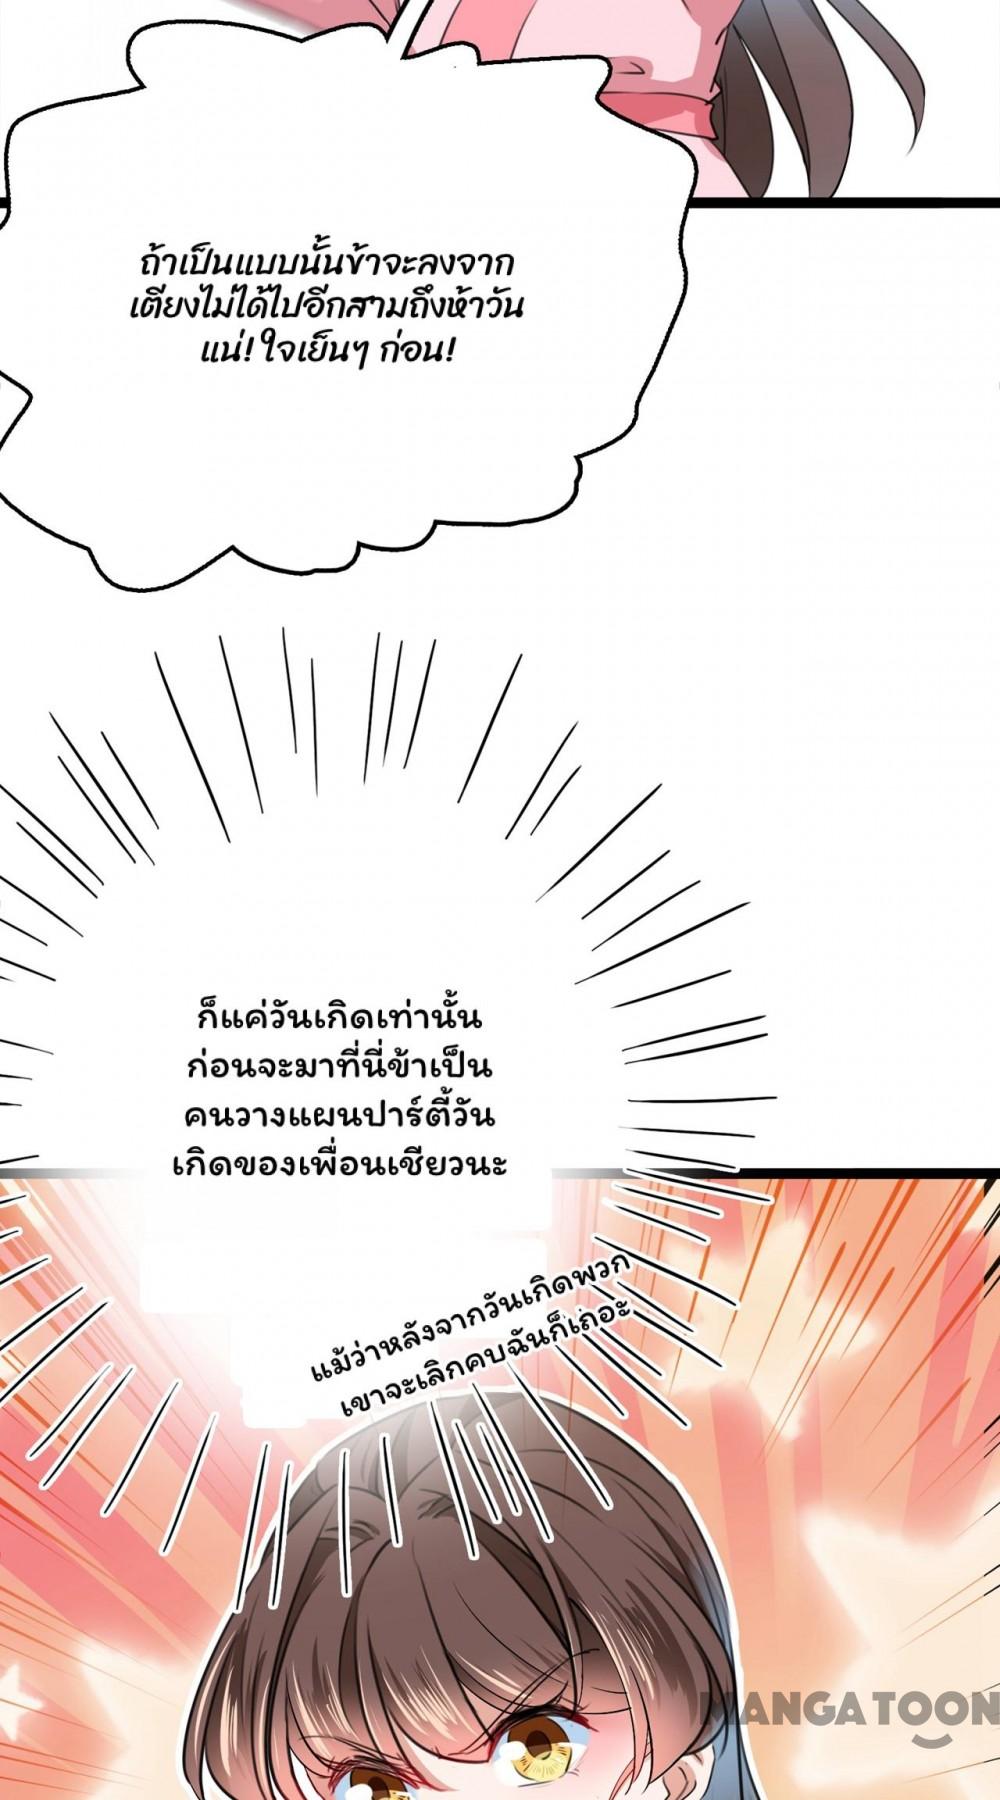 ถ้าเป็นแบบนั้นข้าจะลงจาก
เตียงไม่ได้ไปอีกสามถึงห้าวัน
แน่! ใจเย็นๆ ก่อน!
ก็แค่วันเกิดเท่านั้น
ก่อนจะมาที่นี่ข้าเป็น
คนวางแผนปาร์ตี้วัน
เกิดของเพื่อนเชียวนะ
แม้ว่าหลังจากวันเกิดพวก
เขาจะเลิกคบฉันก็เถอะ
MANGATOON